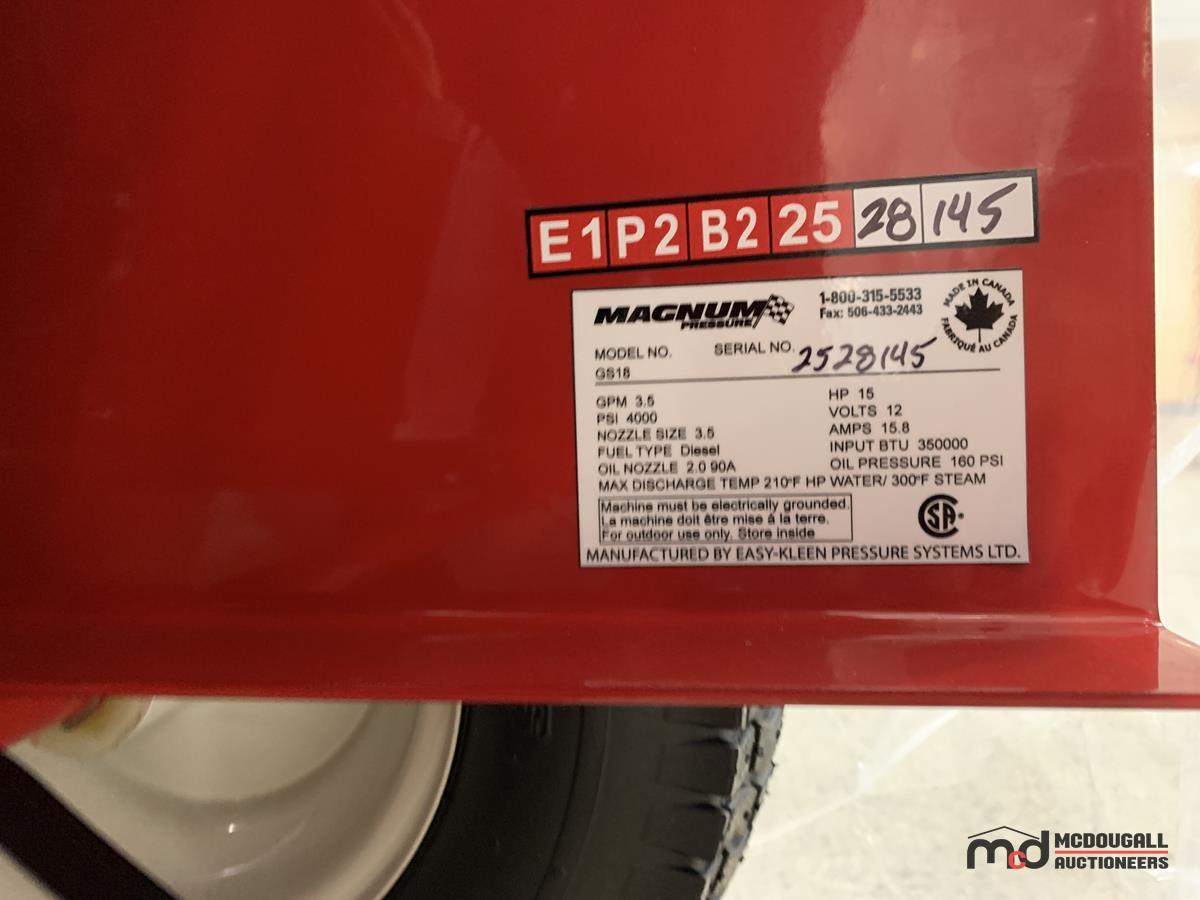 E1 P2 B2 25 28 145
MAGNUM
PRESSURE
1-800-315-5533
Fax: 506-433-2443
MADE IN CANADA
FABRIQUÉ AU CANADA
MODEL NO. SERIAL NO. 2528145
GS18
GPM 3.5
PSI 4000
NOZZLE SIZE 3.5
FUEL TYPE Diesel
OIL NOZZLE 2.0 90A
HP 15
VOLTS 12
AMPS 15.8
INPUT BTU 350000
OIL PRESSURE 160 PSI
MAX DISCHARGE TEMP 210°F HP WATER/ 300°F STEAM
Machine must be electrically grounded.
La machine doit être mise à la terre.
For outdoor use only. Store inside
CSA
MANUFACTURED BY EASY-KLEEN PRESSURE SYSTEMS LTD.
mcd MCDOUGALL
AUCTIONEERS